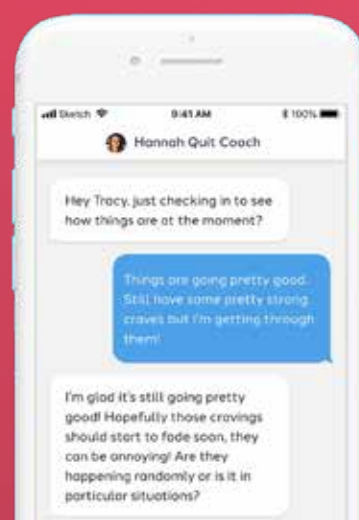 Sketch 9:41 AM 100%
Hannah Quit Coach
Hey Tracy, just checking in to see
how things are at the moment?
Things are going pretty good.
Still have some pretty strong
craves but I'm getting through
them!
I'm glad it's still going pretty
good! Hopefully those cravings
should start to fade soon, they
can be annoying! Are they
happening randomly or is it in
particular situations?